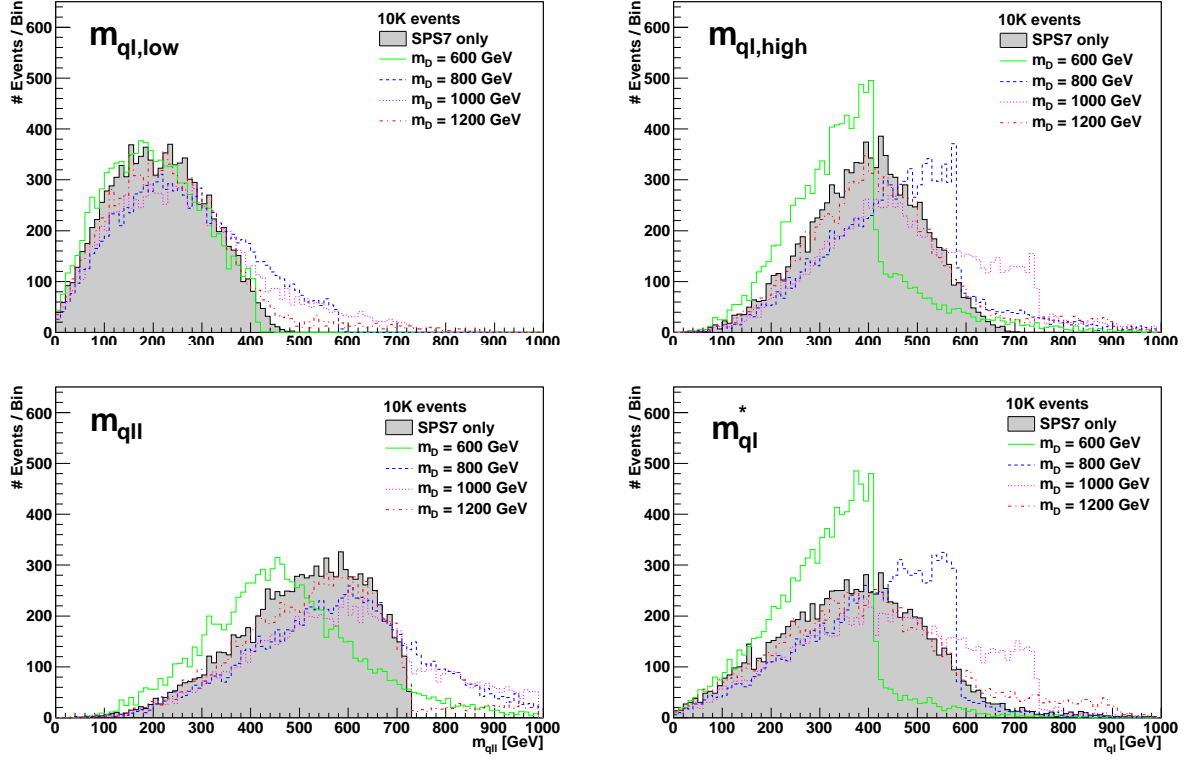 # Events / Bin
600
500
400
300
200
100
0
m_ql,low
10K events
SPS7 only
m_D = 600 GeV
m_D = 800 GeV
m_D = 1000 GeV
m_D = 1200 GeV
0 100 200 300 400 500 600 700 800 900 1000
# Events / Bin
600
500
400
300
200
100
0
m_ql,high
10K events
SPS7 only
m_D = 600 GeV
m_D = 800 GeV
m_D = 1000 GeV
m_D = 1200 GeV
0 100 200 300 400 500 600 700 800 900 1000
# Events / Bin
600
500
400
300
200
100
0
m_qll
10K events
SPS7 only
m_D = 600 GeV
m_D = 800 GeV
m_D = 1000 GeV
m_D = 1200 GeV
0 100 200 300 400 500 600 700 800 900 1000
m_qll [GeV]
# Events / Bin
600
500
400
300
200
100
0
m*_ql
10K events
SPS7 only
m_D = 600 GeV
m_D = 800 GeV
m_D = 1000 GeV
m_D = 1200 GeV
0 100 200 300 400 500 600 700 800 900 1000
m_ql [GeV]